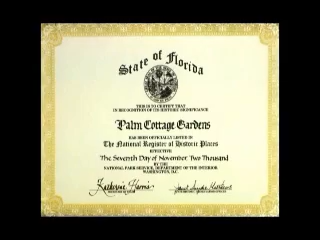 State of Florida
THIS IS TO CERTIFY THAT
IN RECOGNITION OF ITS HISTORIC SIGNIFICANCE
Palm Cottage Gardens
HAS BEEN OFFICIALLY LISTED IN
The National Register of Historic Places
EFFECTIVE
The Seventh Day of November Two Thousand
BY THE
NATIONAL PARK SERVICE, DEPARTMENT OF THE INTERIOR
WASHINGTON, D.C.
Katherine Harris